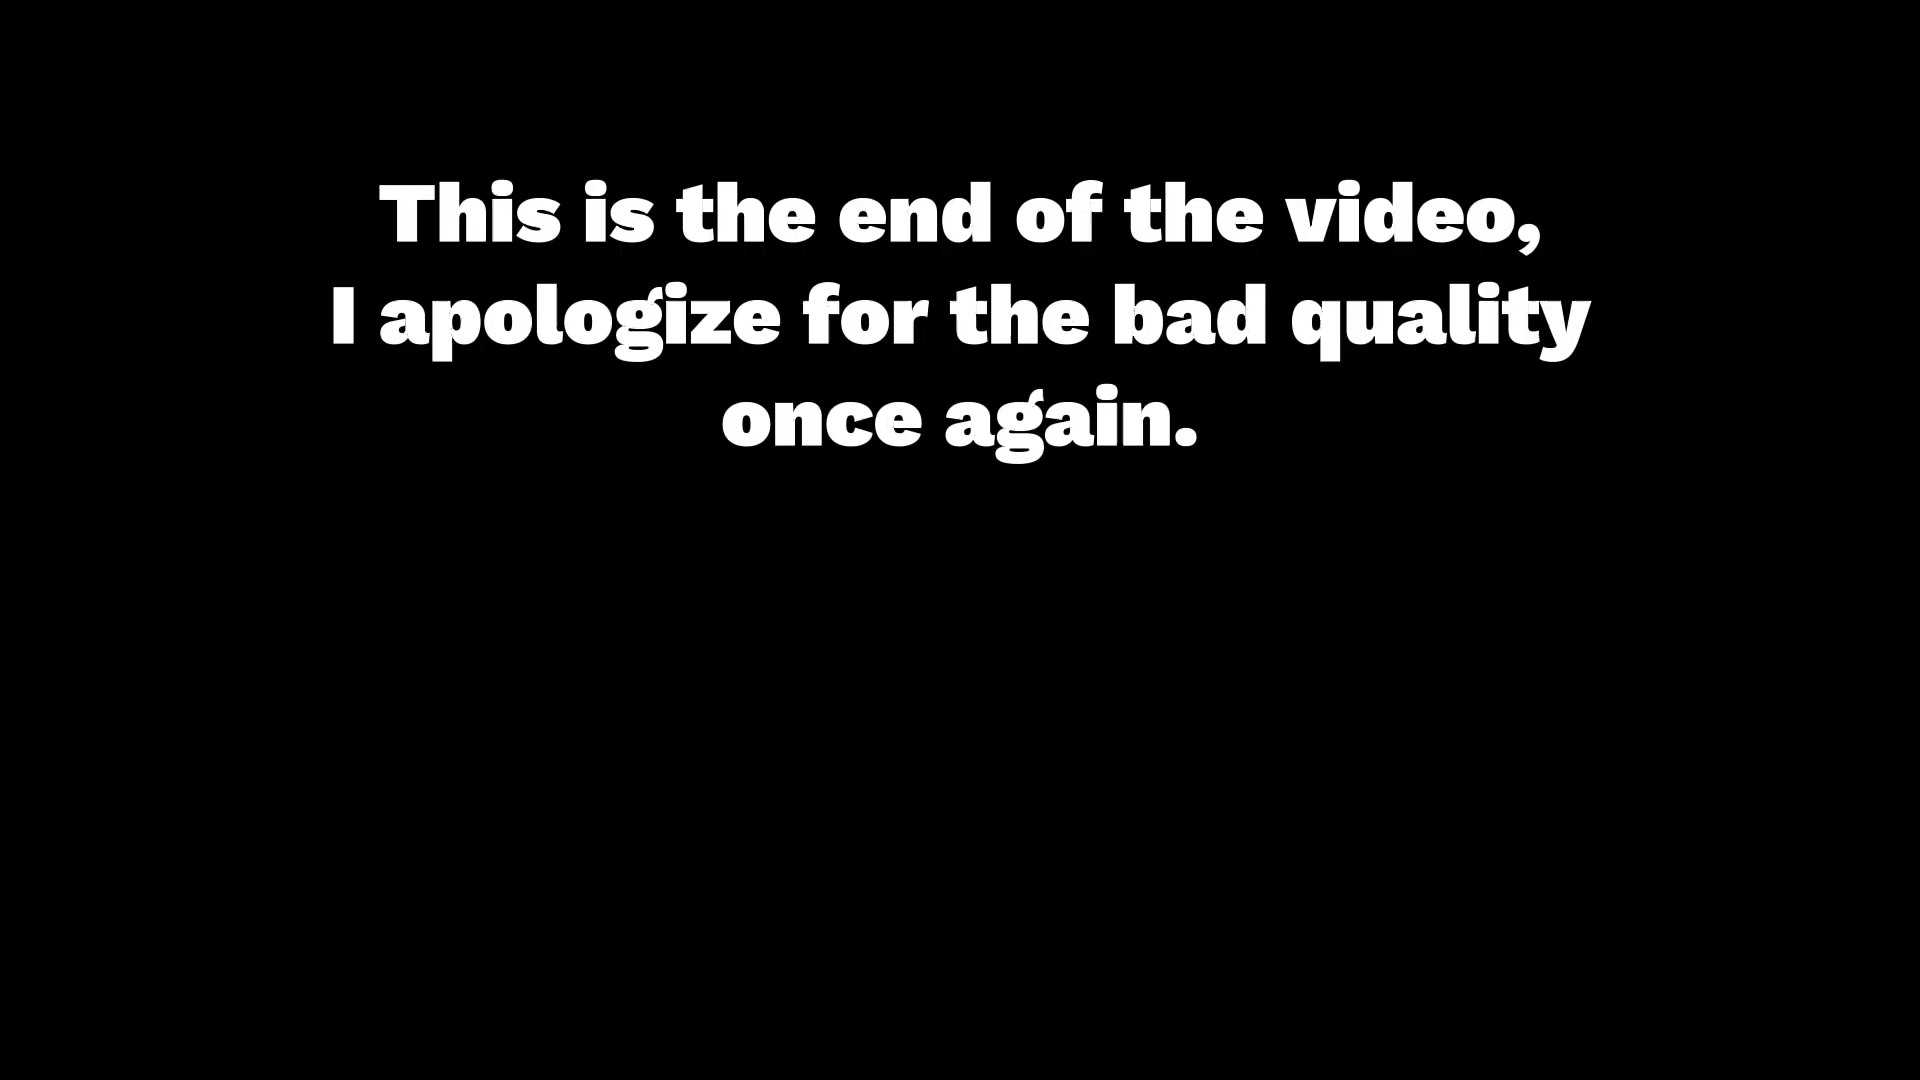 This is the end of the video,
I apologize for the bad quality
once again.